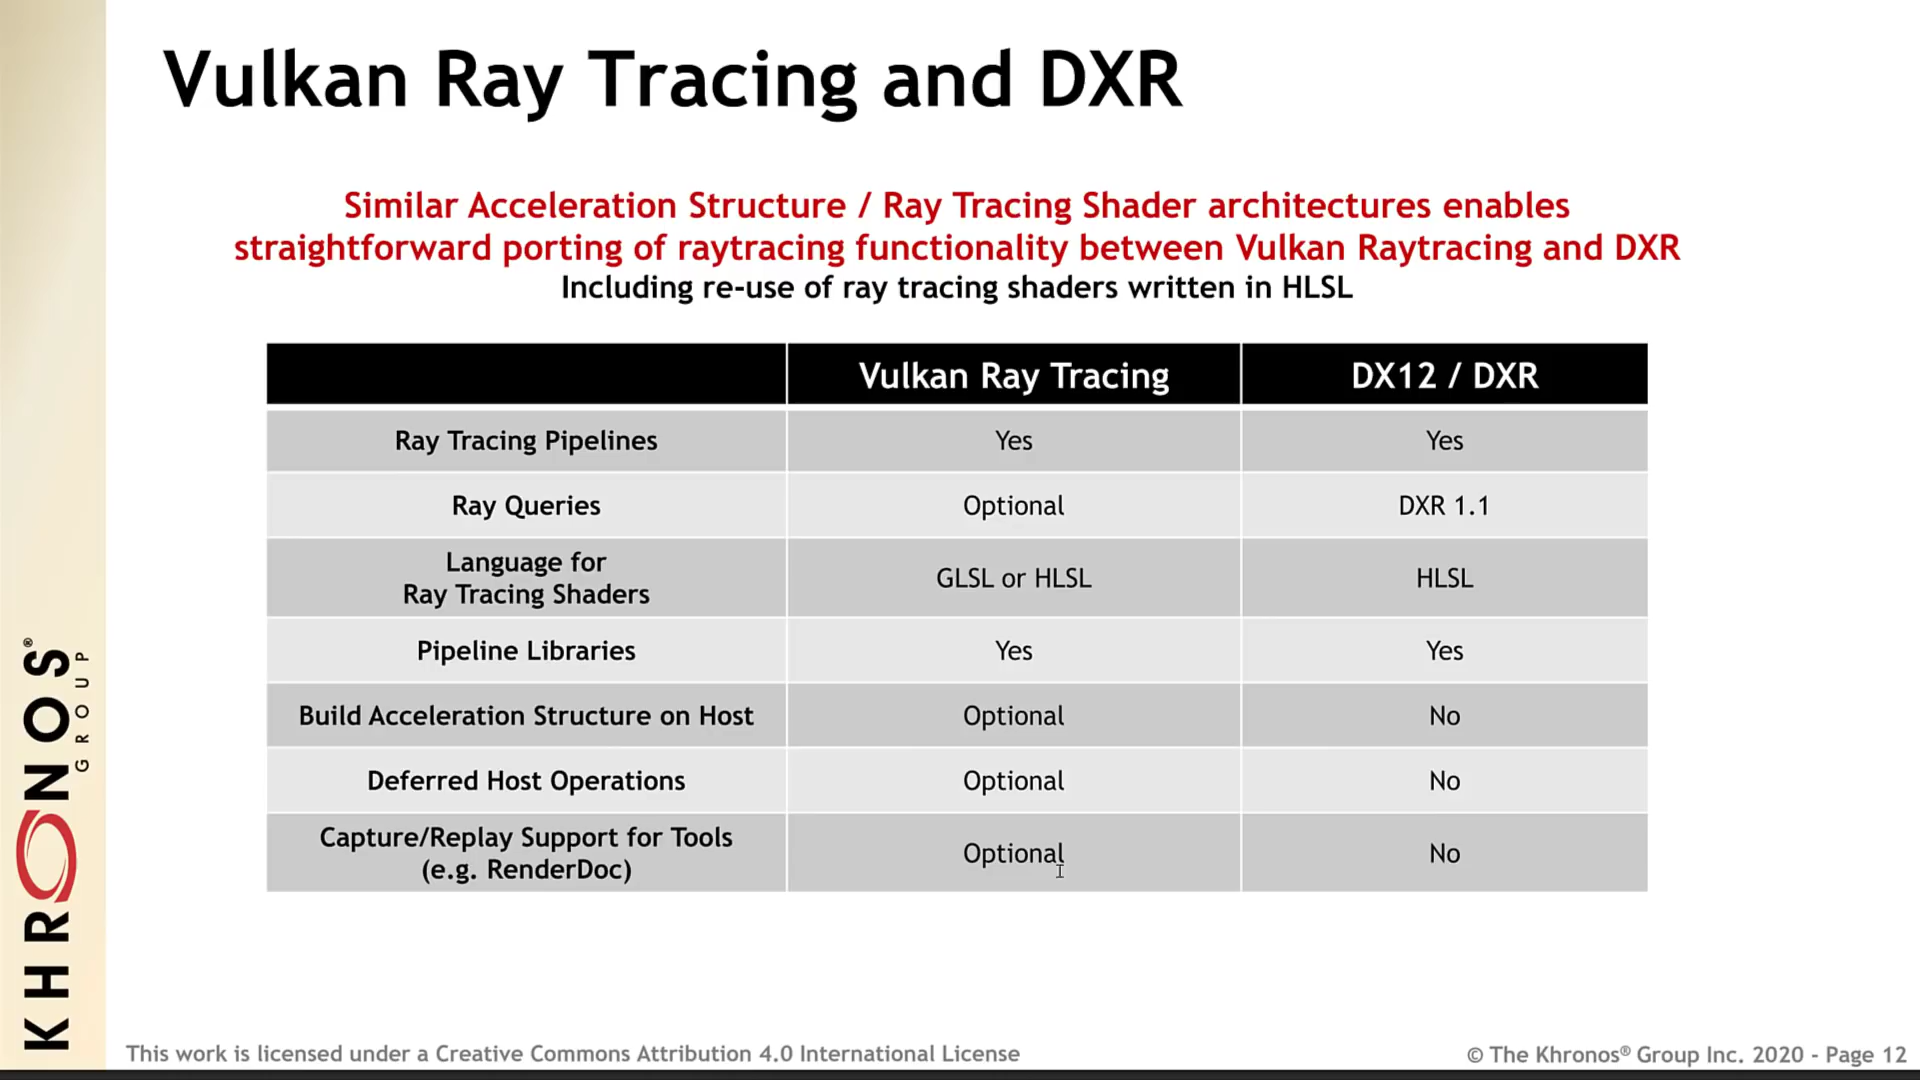 Vulkan Ray Tracing and DXR
Similar Acceleration Structure / Ray Tracing Shader architectures enables
straightforward porting of raytracing functionality between Vulkan Raytracing and DXR
Including re-use of ray tracing shaders written in HLSL
Vulkan Ray Tracing DX12 / DXR
Ray Tracing Pipelines Yes Yes
Ray Queries Optional DXR 1.1
Language for
Ray Tracing Shaders GLSL or HLSL HLSL
Pipeline Libraries Yes Yes
Build Acceleration Structure on Host Optional No
Deferred Host Operations Optional No
Capture/Replay Support for Tools
(e.g. RenderDoc) Optional No
KHRONOS®
GROUP
This work is licensed under a Creative Commons Attribution 4.0 International License
© The Khronos® Group Inc. 2020 - Page 12